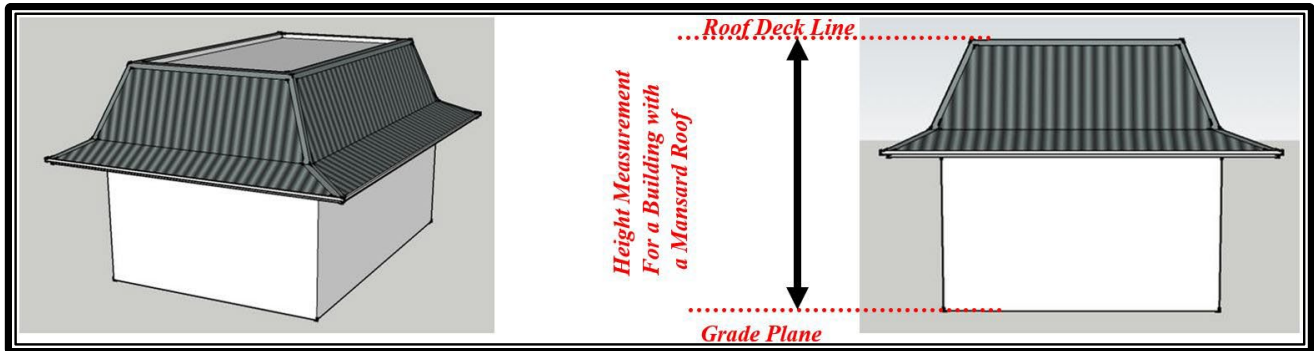 Roof Deck Line
Height Measurement
For a Building with
a Mansard Roof
Grade Plane